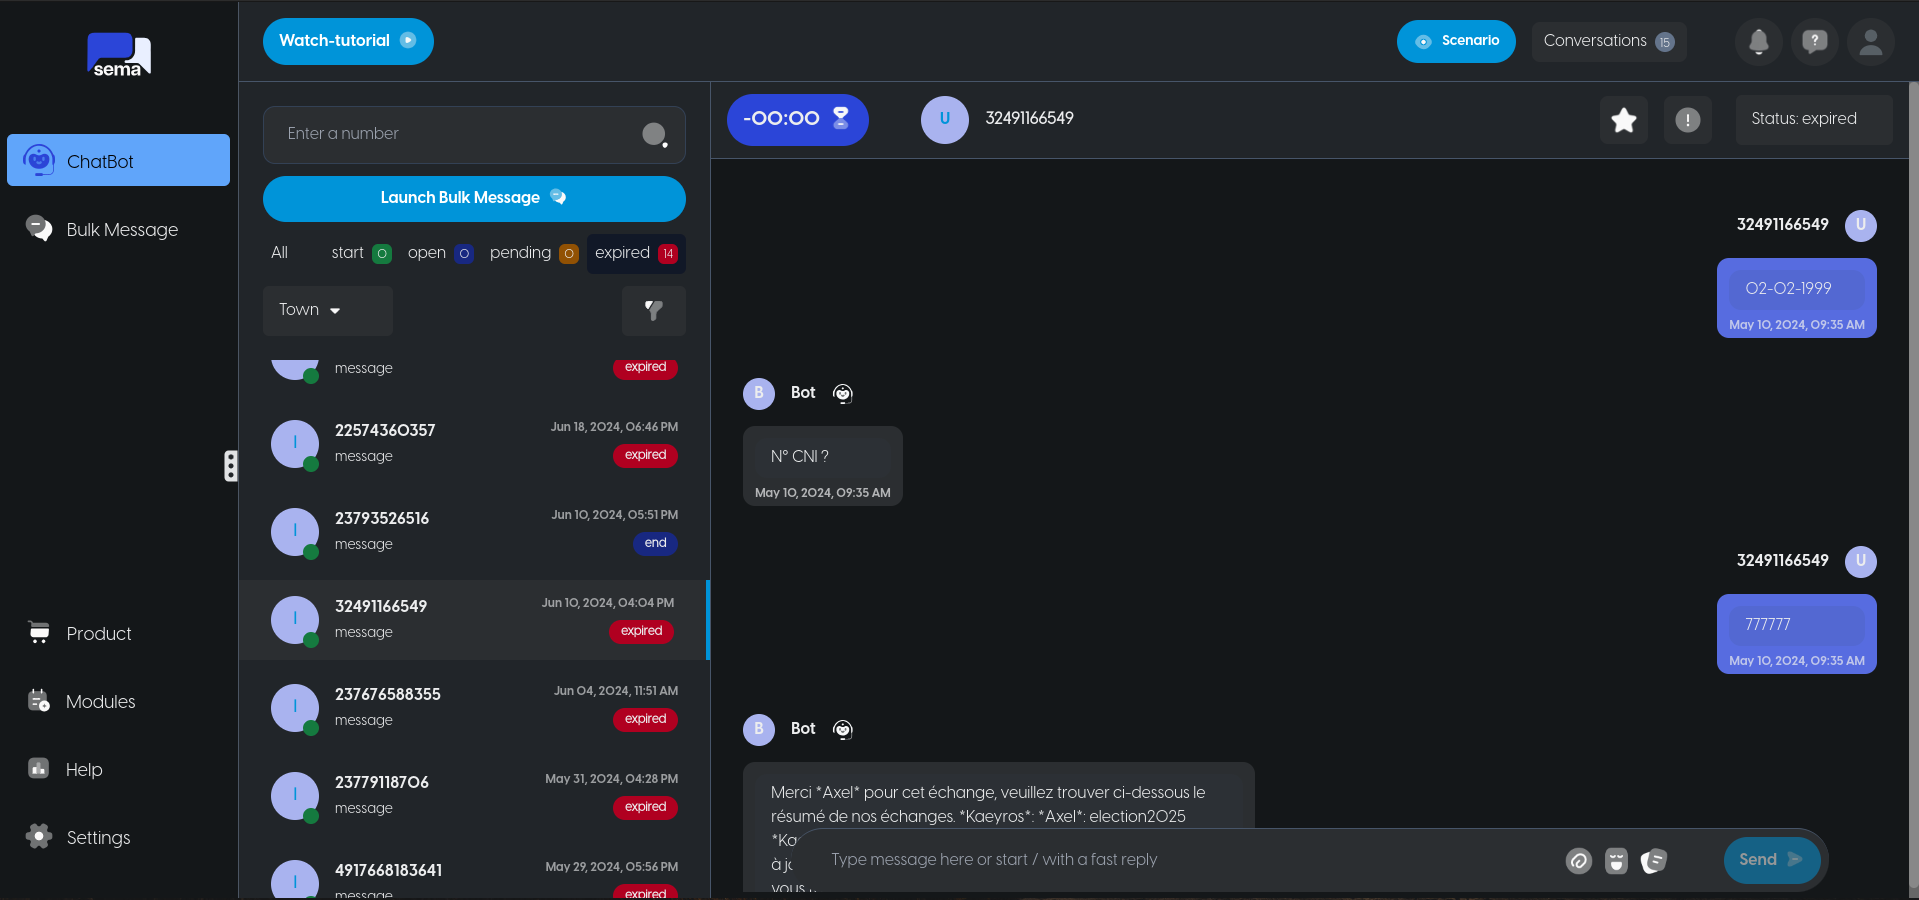 sema
ChatBot
Bulk Message
Product
Modules
Help
Settings
Watch-tutorial
Scenario
Conversations 15
Enter a number
Launch Bulk Message
All start 0 open 0 pending 0 expired 14
Town
message expired
I 22574360357 Jun 18, 2024, 06:46 PM
message expired
I 23793526516 Jun 10, 2024, 05:51 PM
message end
I 32491166549 Jun 10, 2024, 04:04 PM
message expired
I 237676588355 Jun 04, 2024, 11:51 AM
message expired
I 23779118706 May 31, 2024, 04:28 PM
message expired
I 4917668183641 May 29, 2024, 05:56 PM
message expired
-00:00
U 32491166549
Status: expired
32491166549 U
02-02-1999
May 10, 2024, 09:35 AM
B Bot
N° CNI ?
May 10, 2024, 09:35 AM
32491166549 U
777777
May 10, 2024, 09:35 AM
B Bot
Merci *Axel* pour cet échange, veuillez trouver ci-dessous le
résumé de nos échanges. *Kaeyros*: *Axel*: election2025
à
vous
Type message here or start / with a fast reply
Send